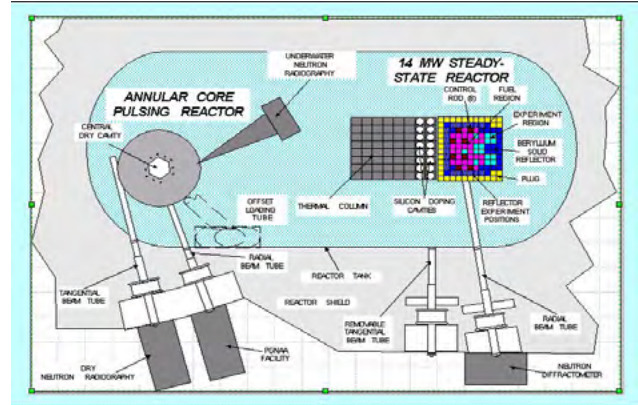 UNDERWATER
NEUTRON
RADIOGRAPHY
14 MW STEADY-
STATE REACTOR
CONTROL
ROD (8)
FUEL
REGION
ANNULAR CORE
PULSING REACTOR
EXPERIMENT
REGION
CENTRAL
DRY CAVITY
BERYLLIUM
SOLID
REFLECTOR
PLUG
OFFSET
LOADING
TUBE
THERMAL COLUMN
SILICON DOPING
CAVITIES
REFLECTOR
EXPERIMENT
POSITIONS
RADIAL
BEAM TUBE
REACTOR TANK
TANGENTIAL
BEAM TUBE
REACTOR SHIELD
REMOVABLE
TANGENTIAL
BEAM TUBE
RADIAL
BEAM TUBE
PGNAA
FACILITY
DRY
NEUTRON RADIOGRAPHY
NEUTRON
DIFFRACTOMETER